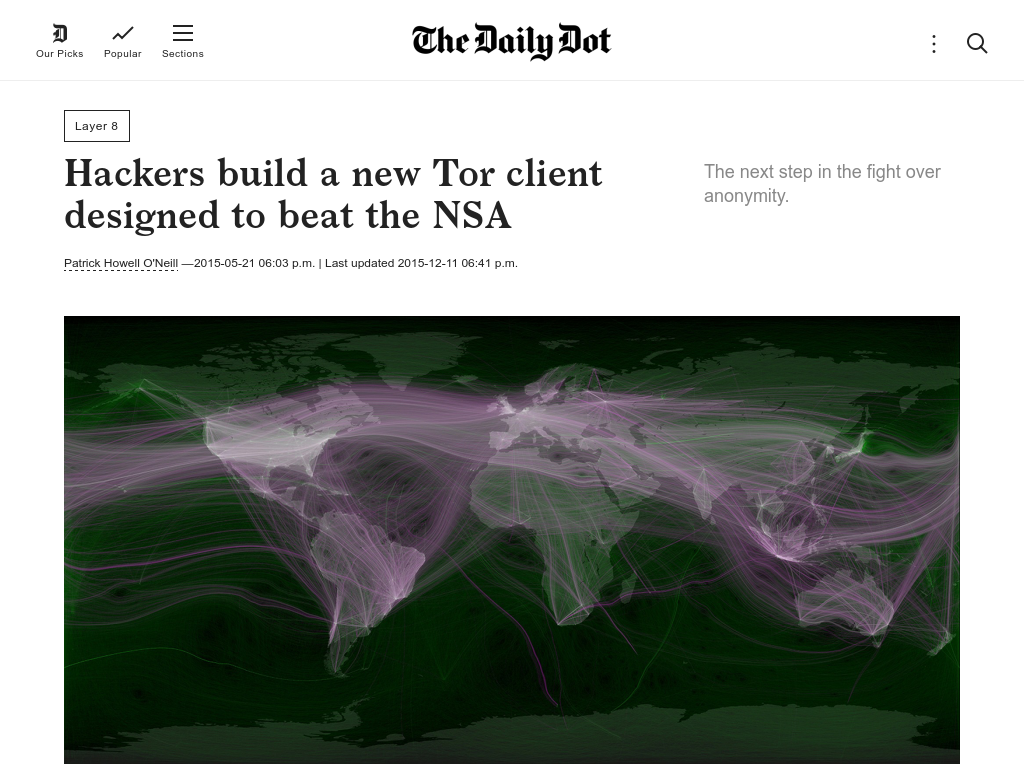 Our Picks
Popular
Sections
The Daily Dot
Layer 8
Hackers build a new Tor client
designed to beat the NSA
The next step in the fight over
anonymity.
Patrick Howell O'Neill —2015-05-21 06:03 p.m. | Last updated 2015-12-11 06:41 p.m.